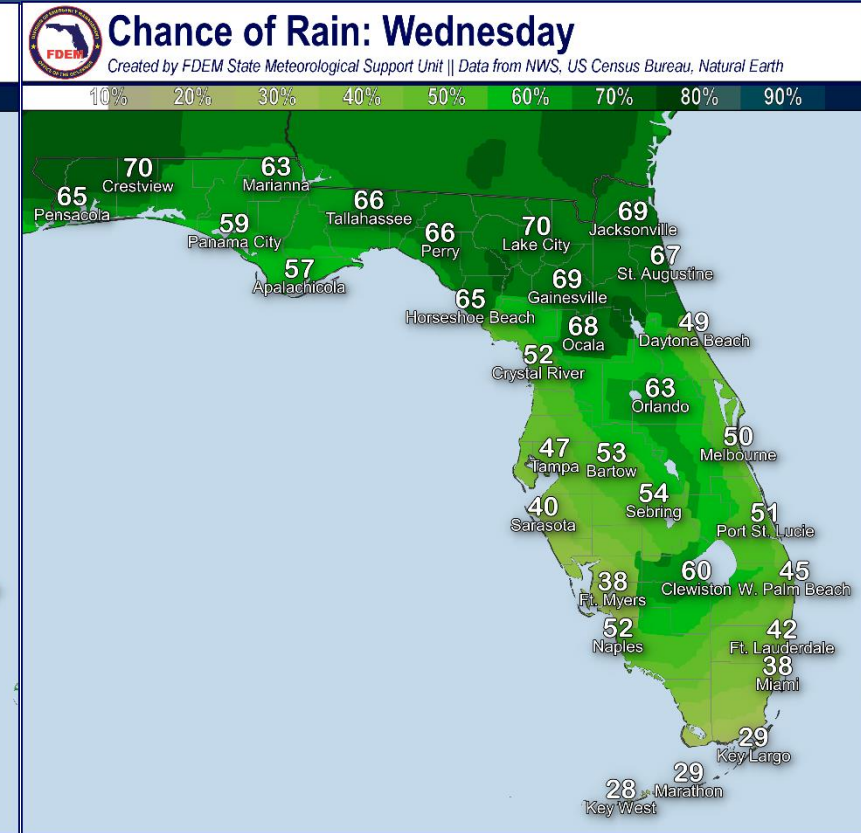 Chance of Rain: Wednesday
Created by FDEM State Meteorological Support Unit || Data from NWS, US Census Bureau, Natural Earth
FDEM
10% 20% 30% 40% 50% 60% 70% 80% 90%
70
Crestview
63
Marianna
65
Pensacola
66
Tallahassee
59
Panama City
66
Perry
70
Lake City
69
Jacksonville
67
St. Augustine
57
Apalachicola
69
Gainesville
65
Horseshoe Beach
68
Ocala
49
Daytona Beach
52
Crystal River
63
Orlando
50
Melbourne
47
Tampa
53
Bartow
54
Sebring
40
Sarasota
51
Port St. Lucie
38
Ft. Myers
60
Clewiston
45
W. Palm Beach
52
Naples
42
Ft. Lauderdale
38
Miami
29
Key Largo
29
Marathon
28
Key West